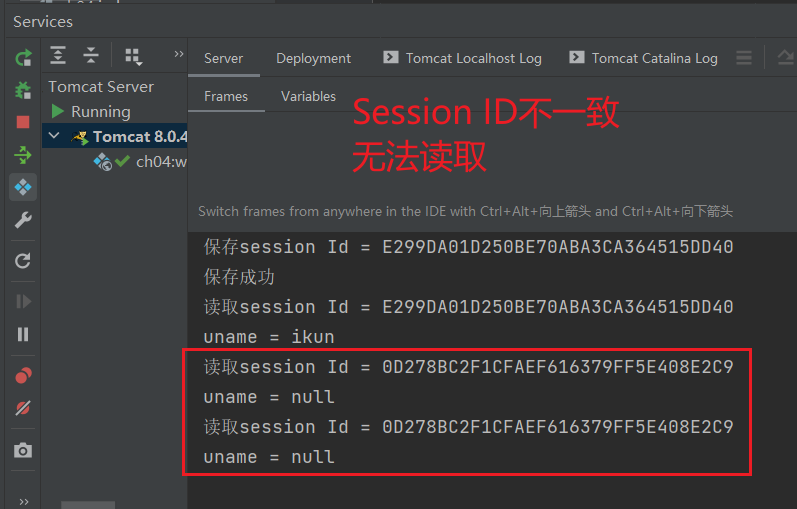 Services
Server
Deployment
Tomcat Localhost Log
Tomcat Catalina Log
Tomcat Server
Running
Tomcat 8.0.4
ch04:w
Frames
Variables
Session ID不一致
无法读取
Switch frames from anywhere in the IDE with Ctrl+Alt+向上箭头 and Ctrl+Alt+向下箭头
保存session Id = E299DA01D250BE70ABA3CA364515DD40
保存成功
读取session Id = E299DA01D250BE70ABA3CA364515DD40
uname = ikun
读取session Id = 0D278BC2F1CFAEF616379FF5E408E2C9
uname = null
读取session Id = 0D278BC2F1CFAEF616379FF5E408E2C9
uname = null